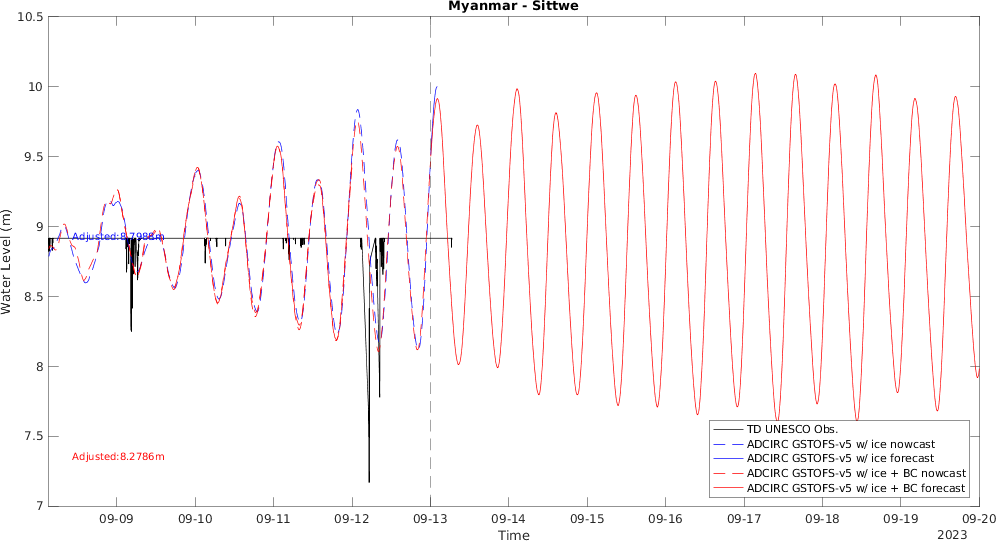 Myanmar - Sittwe
10.5
10
9.5
9
8.5
8
7.5
7
Water Level (m)
Adjusted:8.7988m
Adjusted:8.2786m
TD UNESCO Obs.
ADCIRC GSTOFS-v5 w/ ice nowcast
ADCIRC GSTOFS-v5 w/ ice forecast
ADCIRC GSTOFS-v5 w/ ice + BC nowcast
ADCIRC GSTOFS-v5 w/ ice + BC forecast
09-09 09-10 09-11 09-12 09-13 09-14 09-15 09-16 09-17 09-18 09-19 09-20
Time
2023